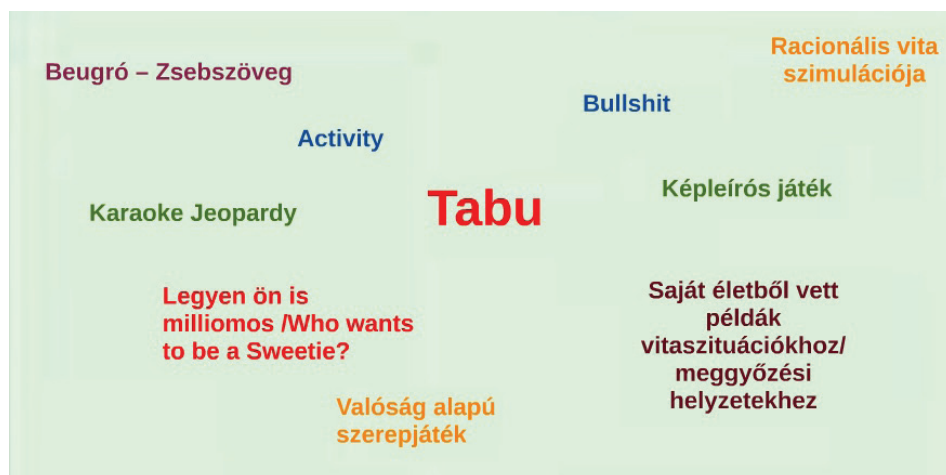 Racionális vita
szimulációja
Beugró – Zsebszöveg
Bullshit
Activity
Képleírós játék
Tabu
Karaoke Jeopardy
Legyen ön is
milliomos /Who wants
to be a Sweetie?
Saját életből vett
példák
vitaszituációkhoz/
meggyőzési
helyzetekhez
Valóság alapú
szerepjáték